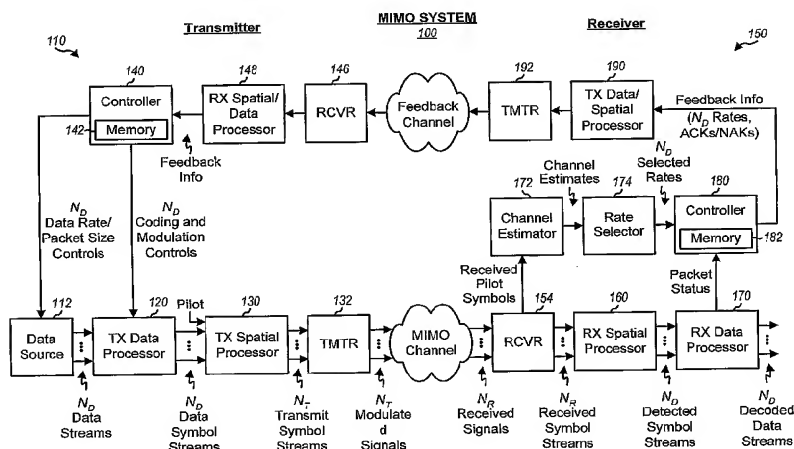 MIMO SYSTEM
100
Transmitter
Receiver
110
150
140
Controller
142
Memory
148
RX Spatial/
Data
Processor
146
RCVR
Feedback
Channel
192
TMTR
190
TX Data/
Spatial
Processor
Feedback Info
(ND Rates,
ACKs/NAKs)
Feedback
Info
ND
Data Rate/
Packet Size
Controls
ND
Coding and
Modulation
Controls
Channel
Estimates
ND
Selected
Rates
172
Channel
Estimator
174
Rate
Selector
180
Controller
Memory
182
Received
Pilot
Symbols
Packet
Status
112
Data
Source
120
TX Data
Processor
Pilot
130
TX Spatial
Processor
132
TMTR
MIMO
Channel
154
RCVR
160
RX Spatial
Processor
170
RX Data
Processor
ND
Data
Streams
ND
Data
Symbol
Streams
NT
Transmit
Symbol
Streams
NT
Modulate
d
Signals
NR
Received
Signals
NR
Received
Symbol
Streams
ND
Detected
Symbol
Streams
ND
Decoded
Data
Streams